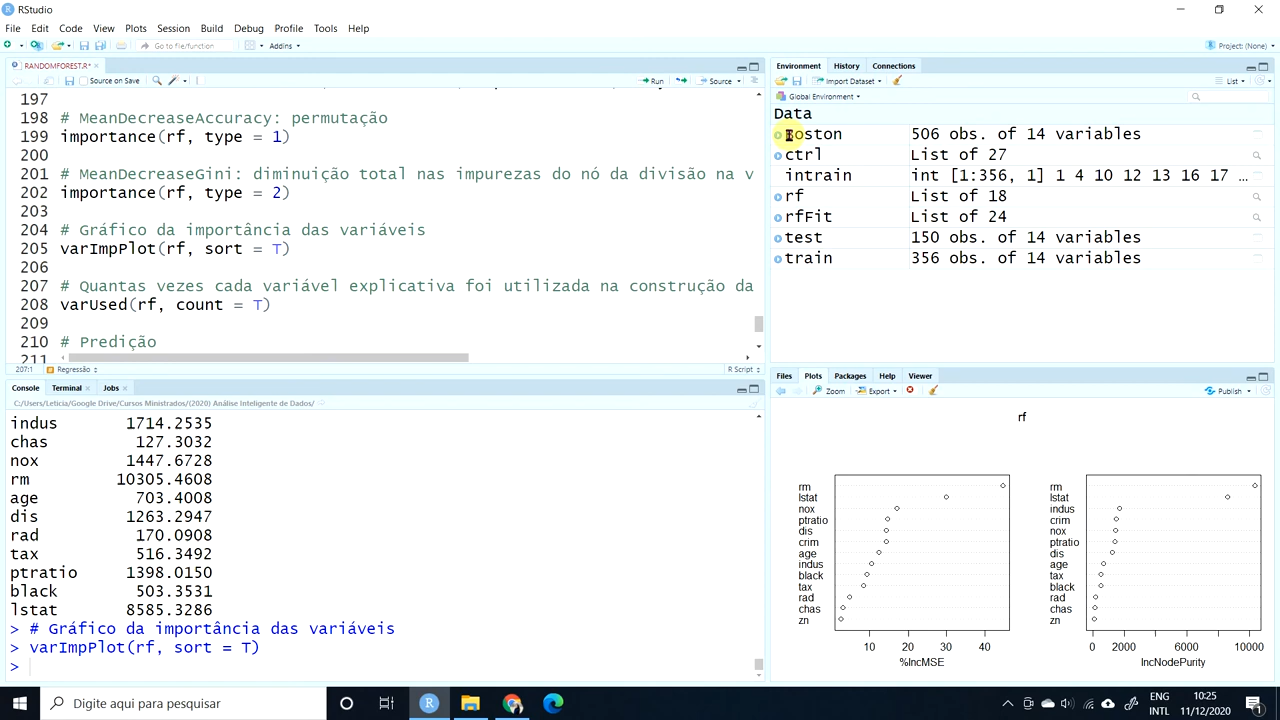 RStudio
File Edit Code View Plots Session Build Debug Profile Tools Help
Go to file/function Addins Project: (None)
RANDOMFOREST.R*
Source on Save Run Source
197
198 # MeanDecreaseAccuracy: permutação
199 importance(rf, type = 1)
200
201 # MeanDecreaseGini: diminuição total nas impurezas do nó da divisão na v
202 importance(rf, type = 2)
203
204 # Gráfico da importância das variáveis
205 varImpPlot(rf, sort = T)
206
207 # Quantas vezes cada variável explicativa foi utilizada na construção da
208 varUsed(rf, count = T)
209
210 # Predição
211
207:1 Regressão R Script
Console Terminal Jobs
C:/Users/Leticia/Google Drive/Cursos Ministrados/(2020) Análise Inteligente de Dados/
indus 1714.2535
chas 127.3032
nox 1447.6728
rm 10305.4608
age 703.4008
dis 1263.2947
rad 170.0908
tax 516.3492
ptratio 1398.0150
black 503.3531
lstat 8585.3286
> # Gráfico da importância das variáveis
> varImpPlot(rf, sort = T)
>
Environment History Connections
Import Dataset List
Global Environment
Data
Boston 506 obs. of 14 variables
ctrl List of 27
intrain int [1:356, 1] 1 4 10 12 13 16 17 ...
rf List of 18
rfFit List of 24
test 150 obs. of 14 variables
train 356 obs. of 14 variables
Files Plots Packages Help Viewer
Zoom Export Publish
rf
rm
lstat
nox
ptratio
dis
crim
age
indus
black
tax
rad
chas
zn
10 20 30 40
%IncMSE
rm
lstat
indus
crim
nox
ptratio
dis
age
tax
black
rad
chas
zn
0 2000 6000 10000
IncNodePurity
Digite aqui para pesquisar
ENG
INTL
10:25
11/12/2020
1